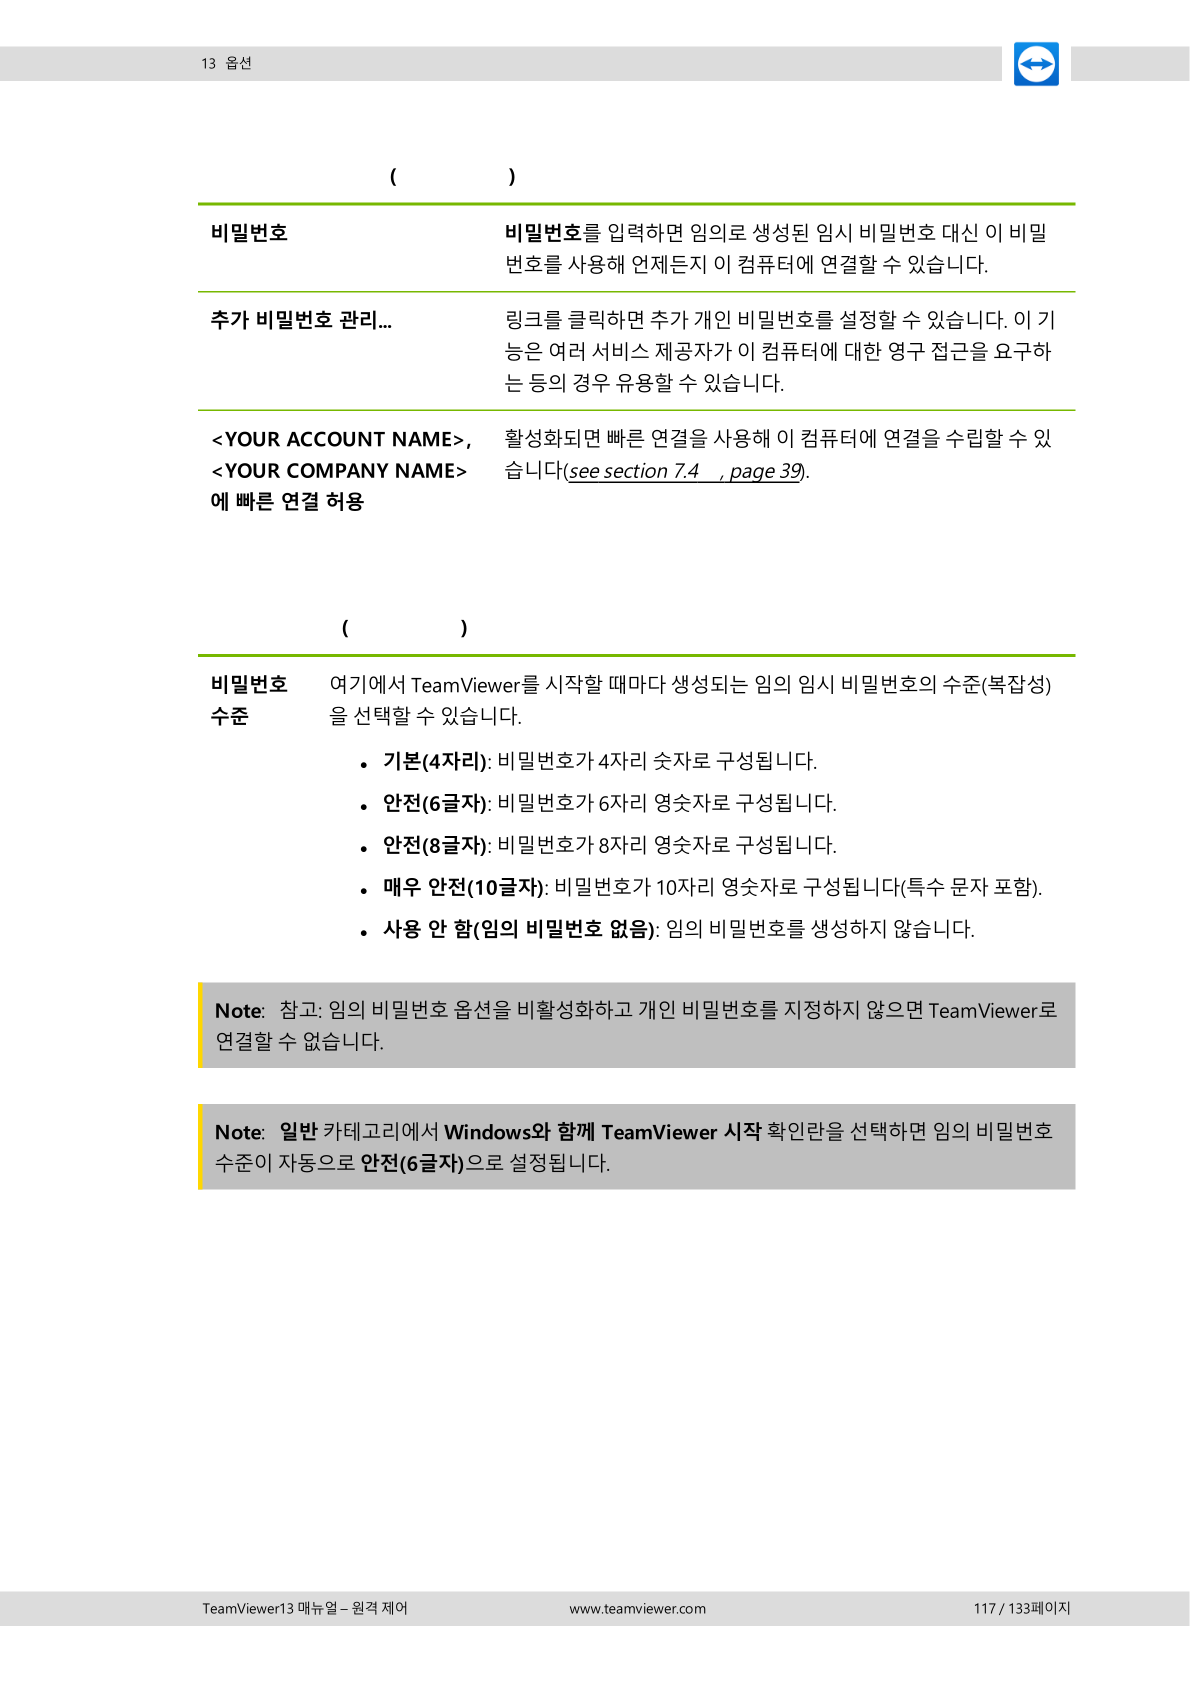 13 옵션
( )
비밀번호
비밀번호를 입력하면 임의로 생성된 임시 비밀번호 대신 이 비밀
번호를 사용해 언제든지 이 컴퓨터에 연결할 수 있습니다.
추가 비밀번호 관리...
링크를 클릭하면 추가 개인 비밀번호를 설정할 수 있습니다. 이 기
능은 여러 서비스 제공자가 이 컴퓨터에 대한 영구 접근을 요구하
는 등의 경우 유용할 수 있습니다.
<YOUR ACCOUNT NAME>,
<YOUR COMPANY NAME>
에 빠른 연결 허용
활성화되면 빠른 연결을 사용해 이 컴퓨터에 연결을 수립할 수 있
습니다(see section 7.4 , page 39).
( )
비밀번호
수준
여기에서 TeamViewer를 시작할 때마다 생성되는 임의 임시 비밀번호의 수준(복잡성)
을 선택할 수 있습니다.
• 기본(4자리): 비밀번호가 4자리 숫자로 구성됩니다.
• 안전(6글자): 비밀번호가 6자리 영숫자로 구성됩니다.
• 안전(8글자): 비밀번호가 8자리 영숫자로 구성됩니다.
• 매우 안전(10글자): 비밀번호가 10자리 영숫자로 구성됩니다(특수 문자 포함).
• 사용 안 함(임의 비밀번호 없음): 임의 비밀번호를 생성하지 않습니다.
Note: 참고: 임의 비밀번호 옵션을 비활성화하고 개인 비밀번호를 지정하지 않으면 TeamViewer로
연결할 수 없습니다.
Note: 일반 카테고리에서 Windows와 함께 TeamViewer 시작 확인란을 선택하면 임의 비밀번호
수준이 자동으로 안전(6글자)으로 설정됩니다.
TeamViewer13 매뉴얼 – 원격 제어
www.teamviewer.com
117 / 133페이지